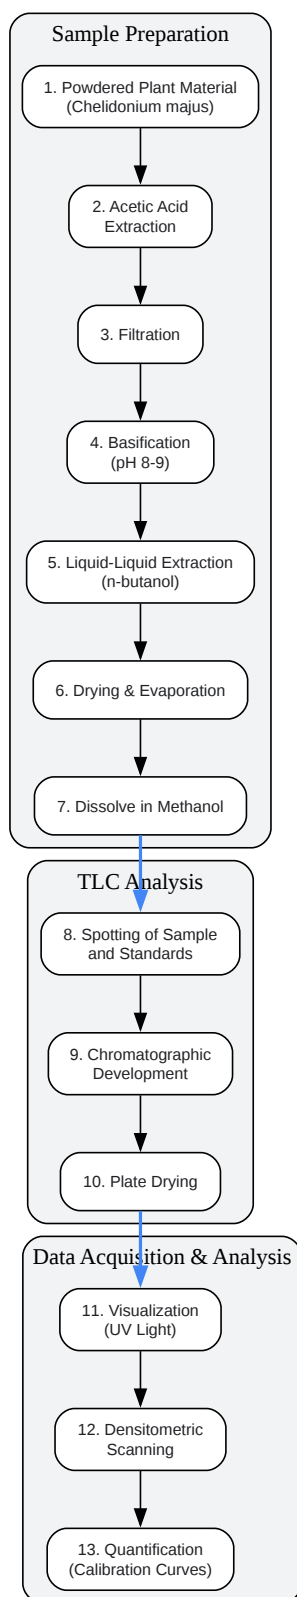 Sample Preparation
1. Powdered Plant Material
(Chelidonium majus)
2. Acetic Acid
Extraction
3. Filtration
4. Basification
(pH 8-9)
5. Liquid-Liquid Extraction
(n-butanol)
6. Drying & Evaporation
7. Dissolve in Methanol
TLC Analysis
8. Spotting of Sample
and Standards
9. Chromatographic
Development
10. Plate Drying
Data Acquisition & Analysis
11. Visualization
(UV Light)
12. Densitometric
Scanning
13. Quantification
(Calibration Curves)